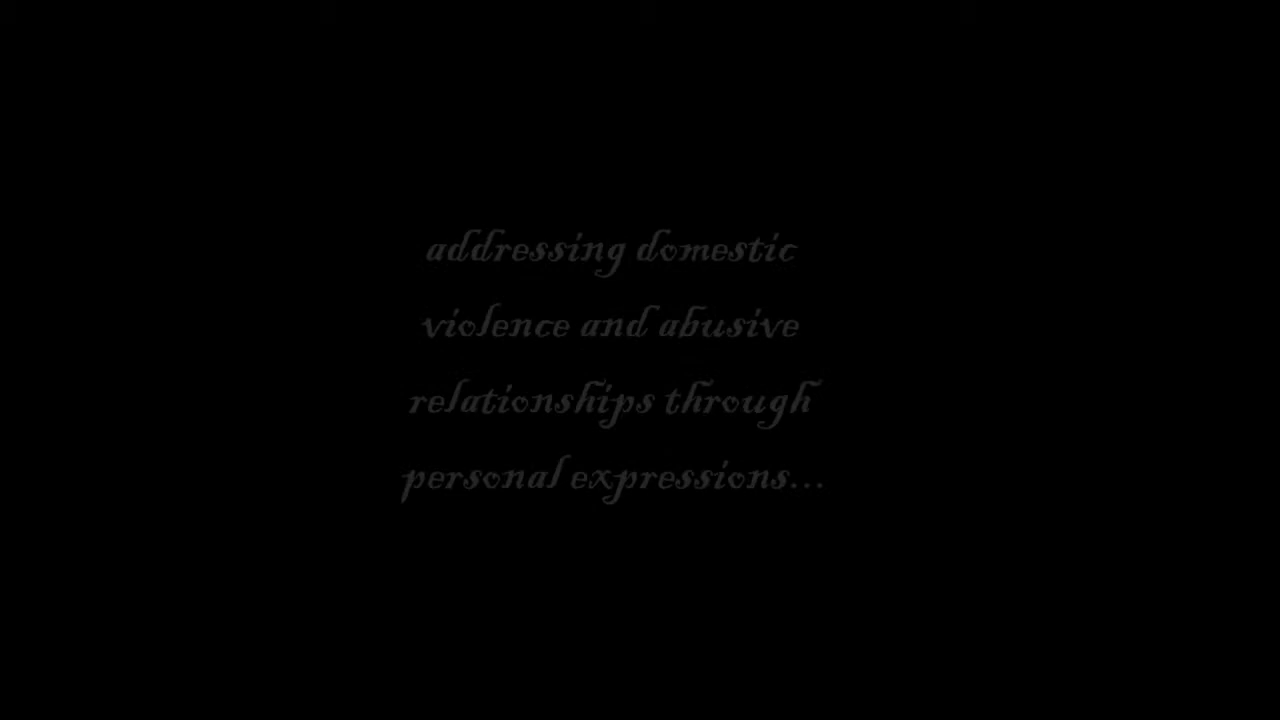 addressing domestic
violence and abusive
relationships through
personal expressions...